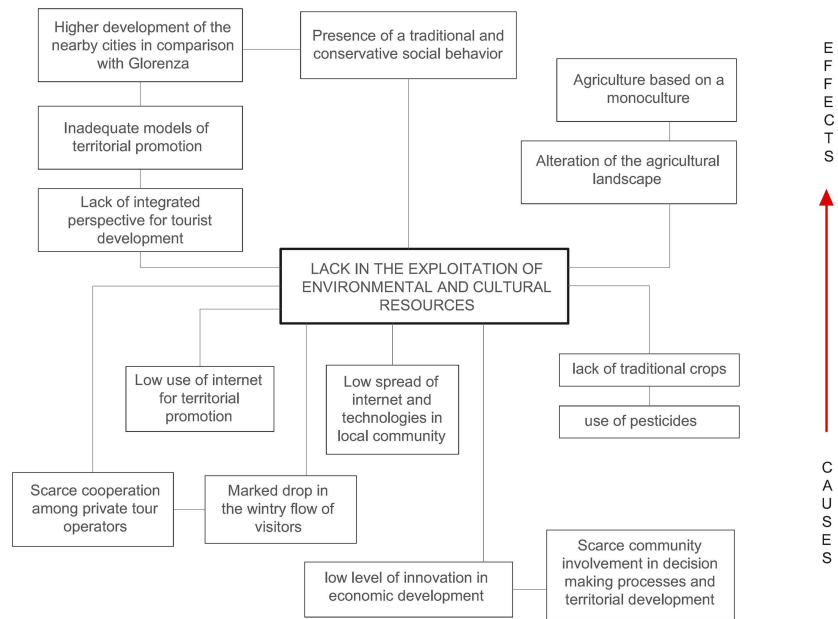 Higher development of the
nearby cities in comparison
with Glorenza
Presence of a traditional and
conservative social behavior
Agriculture based on a
monoculture
Inadequate models of
territorial promotion
Alteration of the agricultural
landscape
Lack of integrated
perspective for tourist
development
LACK IN THE EXPLOITATION OF
ENVIRONMENTAL AND CULTURAL
RESOURCES
Low use of internet
for territorial
promotion
Low spread of
internet and
technologies in
local community
lack of traditional crops
use of pesticides
Scarce cooperation
among private tour
operators
Marked drop in
the wintry flow of
visitors
low level of innovation in
economic development
Scarce community
involvement in decision
making processes and
territorial development
EFFECTS
CAUSES